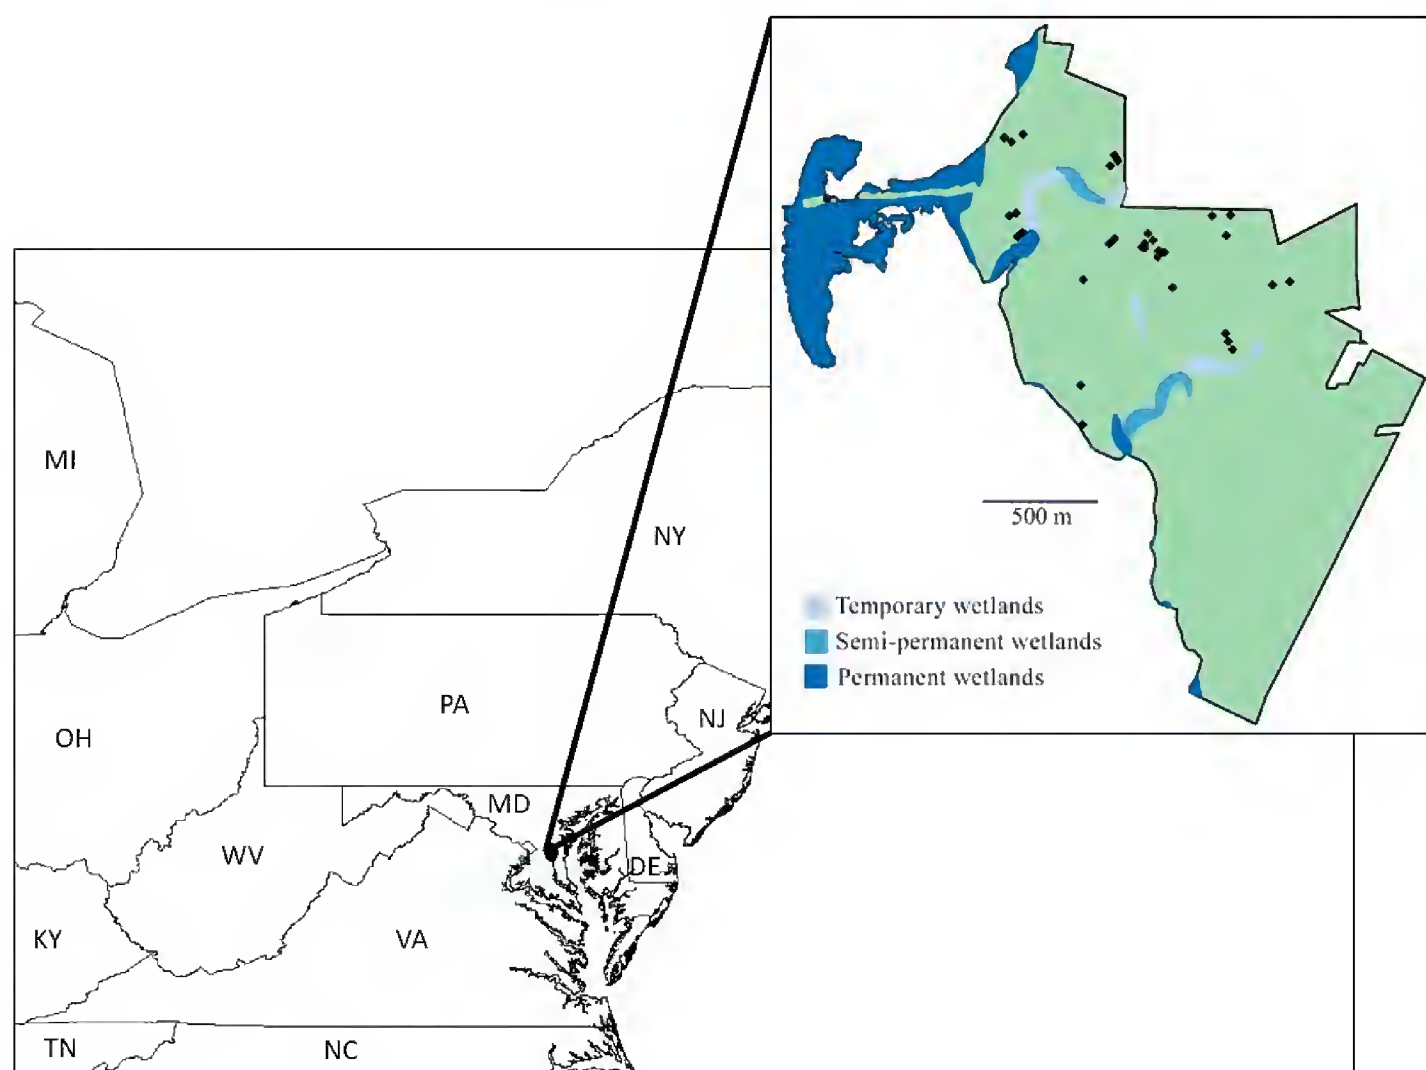 500 m
Temporary wetlands
Semi-permanent wetlands
Permanent wetlands
MI
NY
PA
NJ
OH
MD
WV
DE
KY
VA
TN
NC